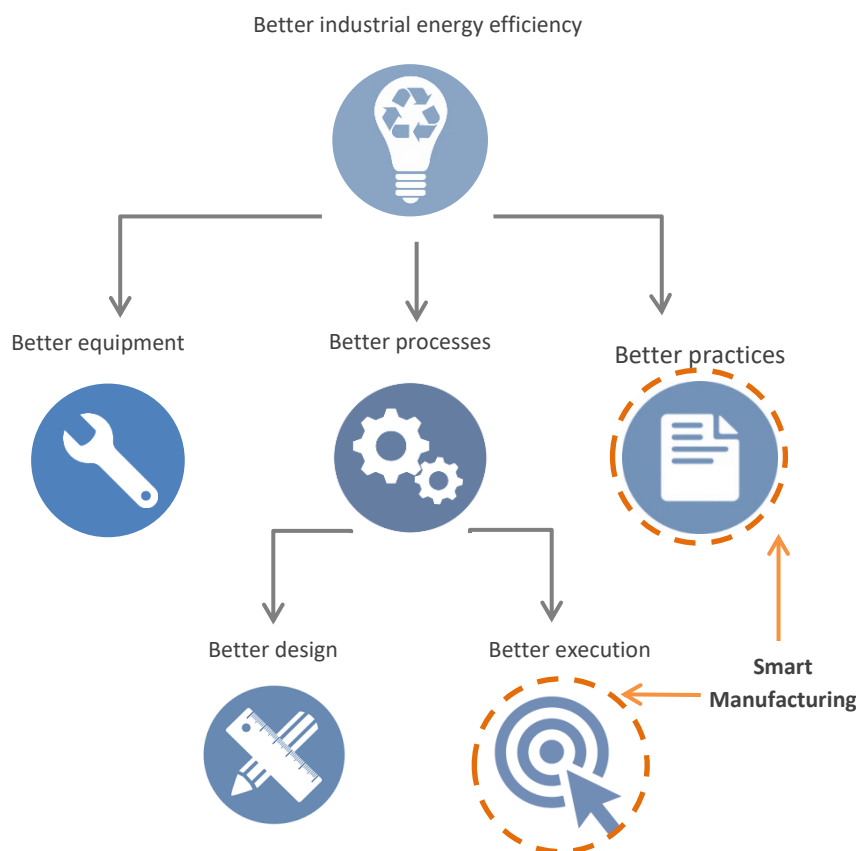 Better industrial energy efficiency
Better equipment
Better processes
Better practices
Better design
Better execution
Smart
Manufacturing